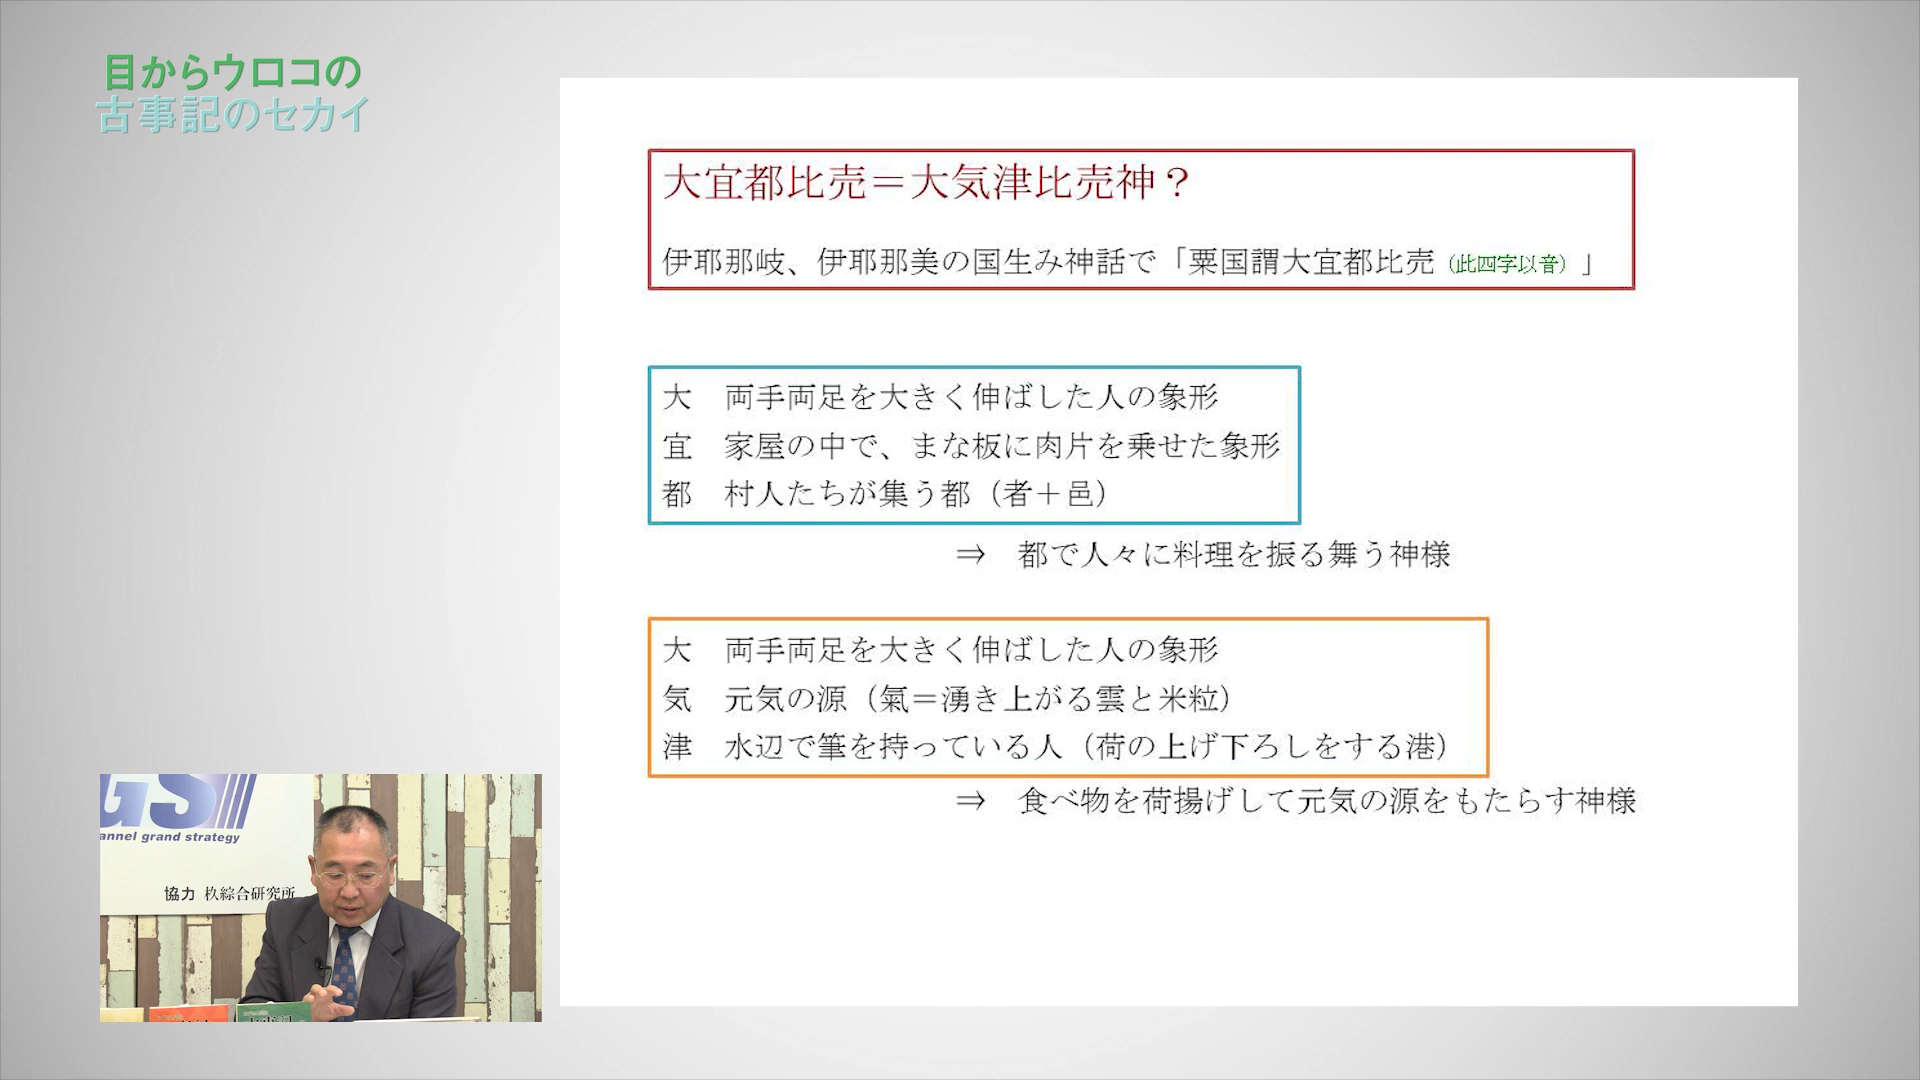 目からウロコの
古事記のセカイ
大宜都比売＝大気津比売神？
伊耶那岐、伊耶那美の国生み神話で「粟国謂大宜都比売（此四字以音）」
大　両手両足を大きく伸ばした人の象形
宜　家屋の中で、まな板に肉片を乗せた象形
都　村人たちが集う都（者＋邑）
⇒　都で人々に料理を振る舞う神様
大　両手両足を大きく伸ばした人の象形
気　元気の源（氣＝湧き上がる雲と米粒）
津　水辺で筆を持っている人（荷の上げ下ろしをする港）
⇒　食べ物を荷揚げして元気の源をもたらす神様
GS
annel grand strategy
協力 杦綜合研究所